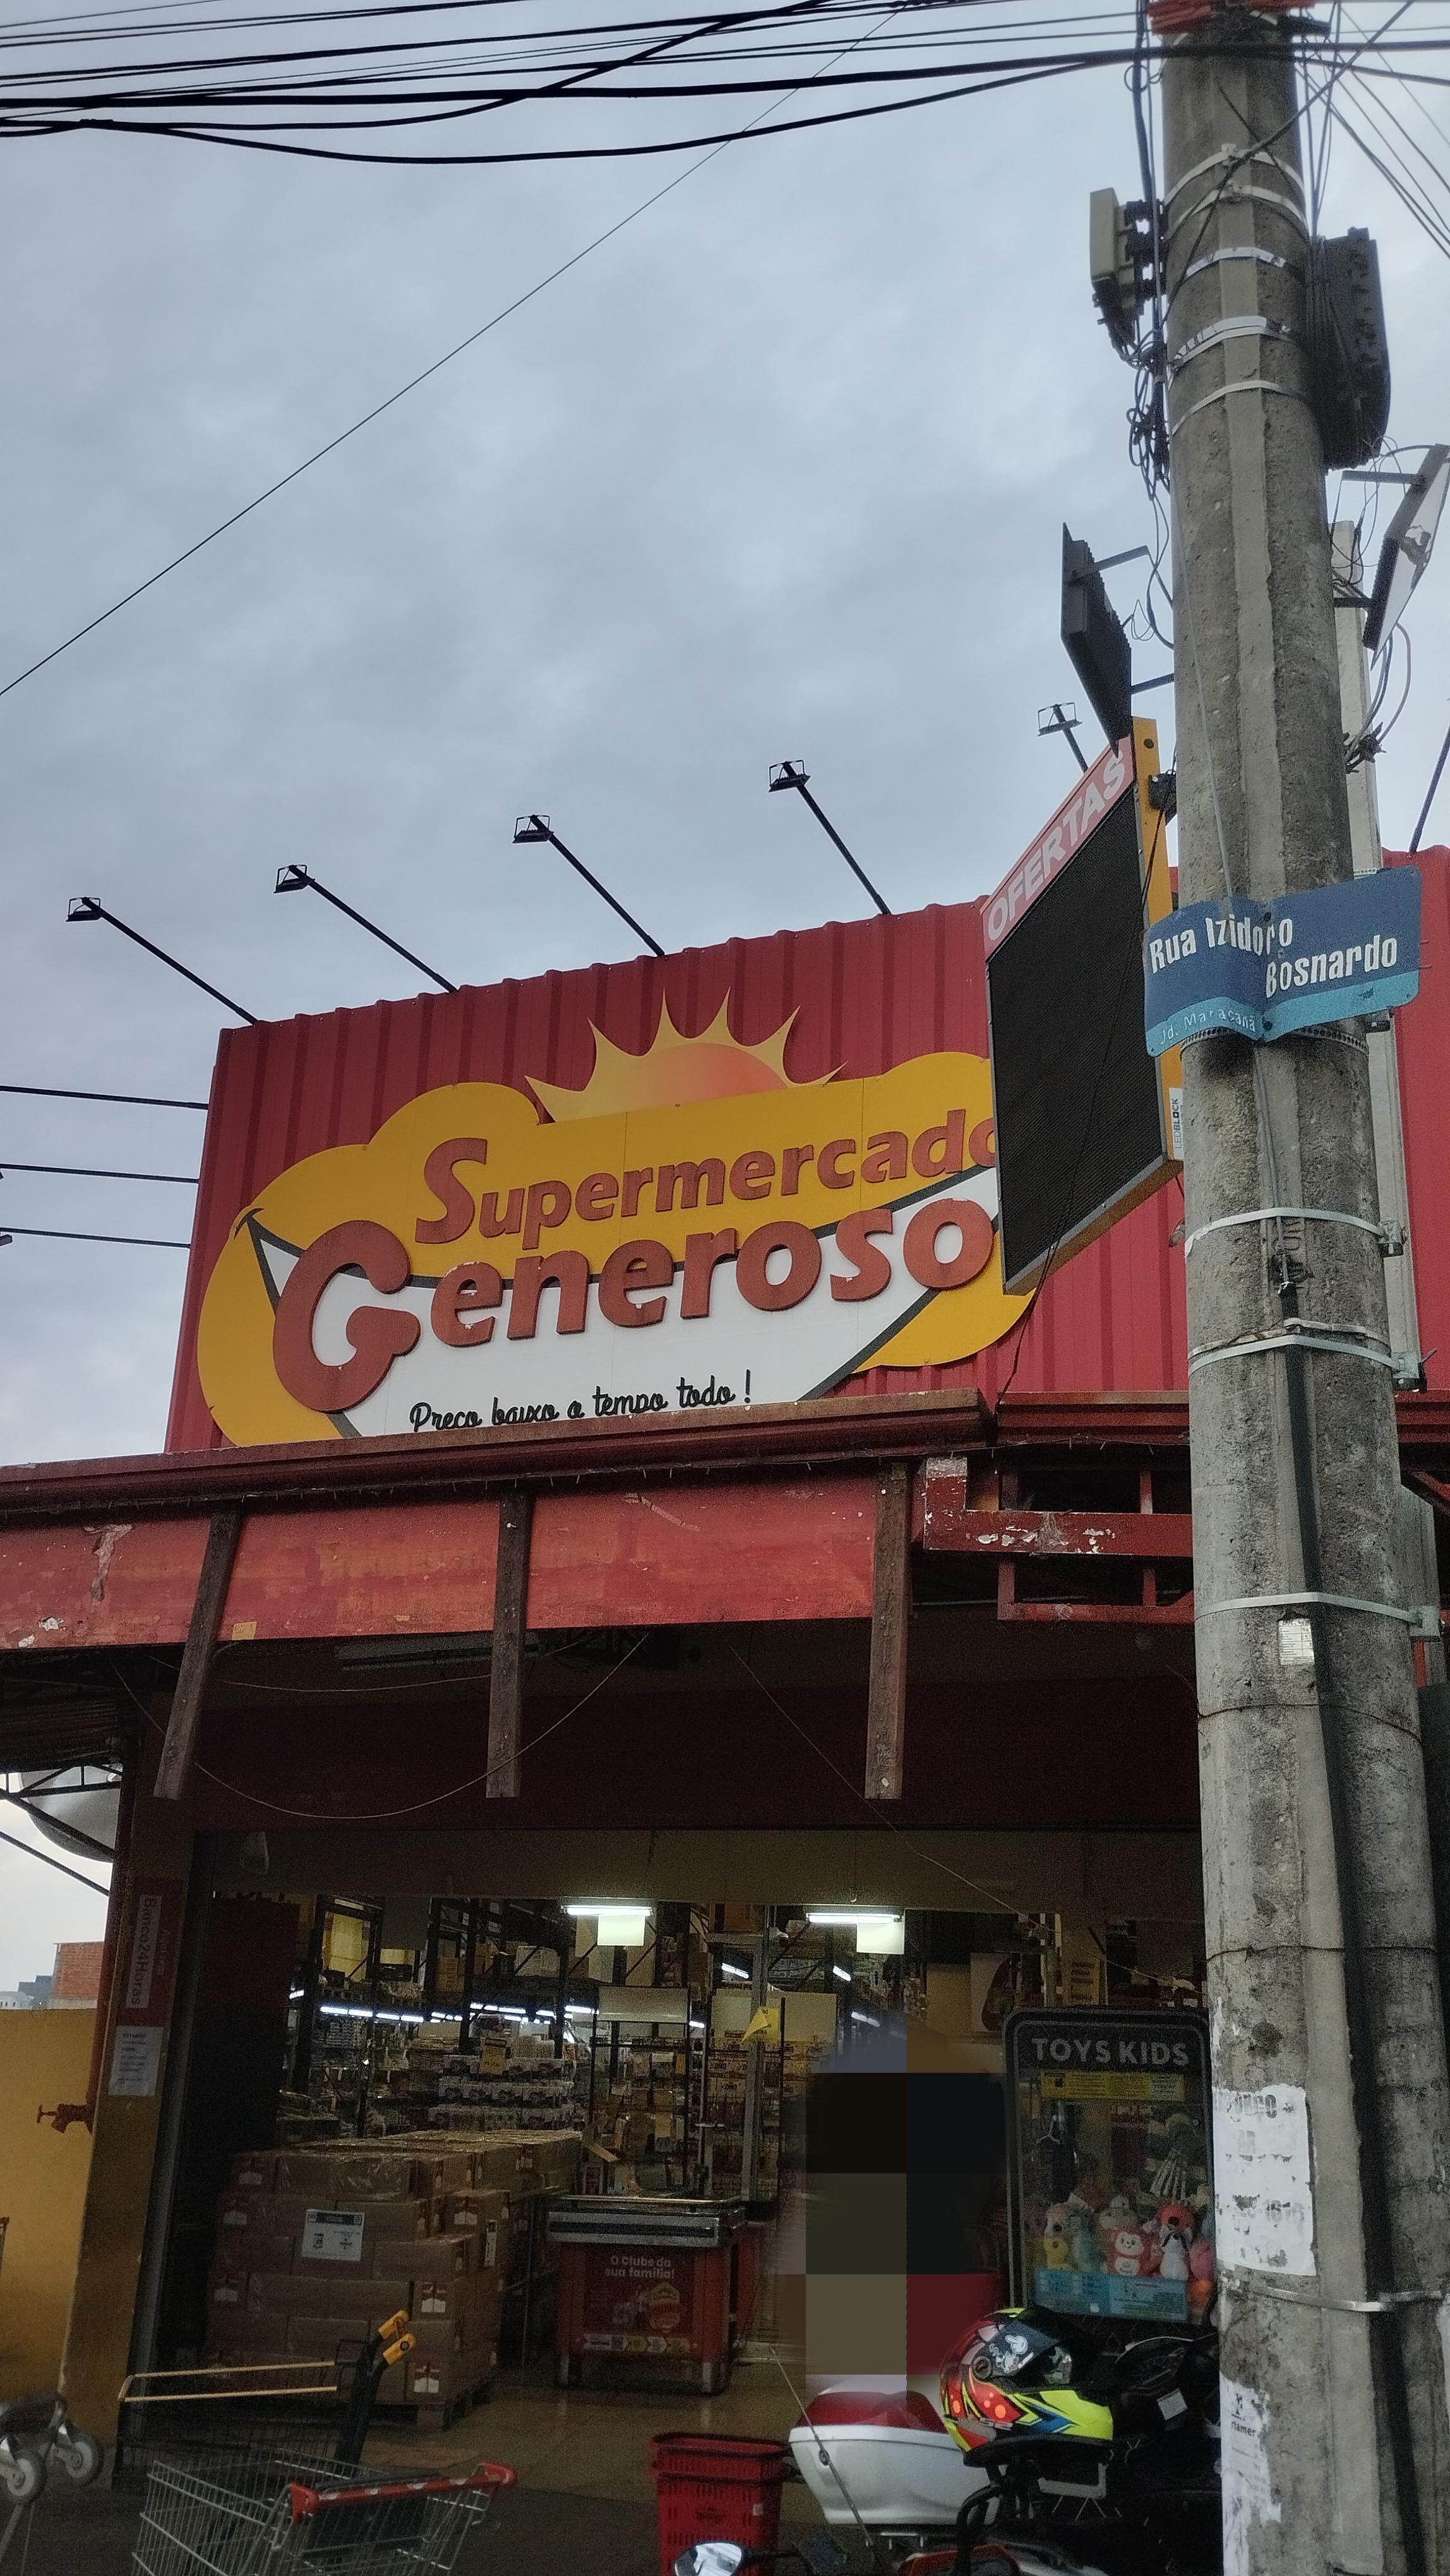 OFERTAS
Rua Izidoro
Bosnardo
Jd. Maracanã
LEDBLOCK
Supermercado
Generoso
Preço baixo o tempo todo !
Banco24Horas
TOYS KIDS
O Clube da
sua família!